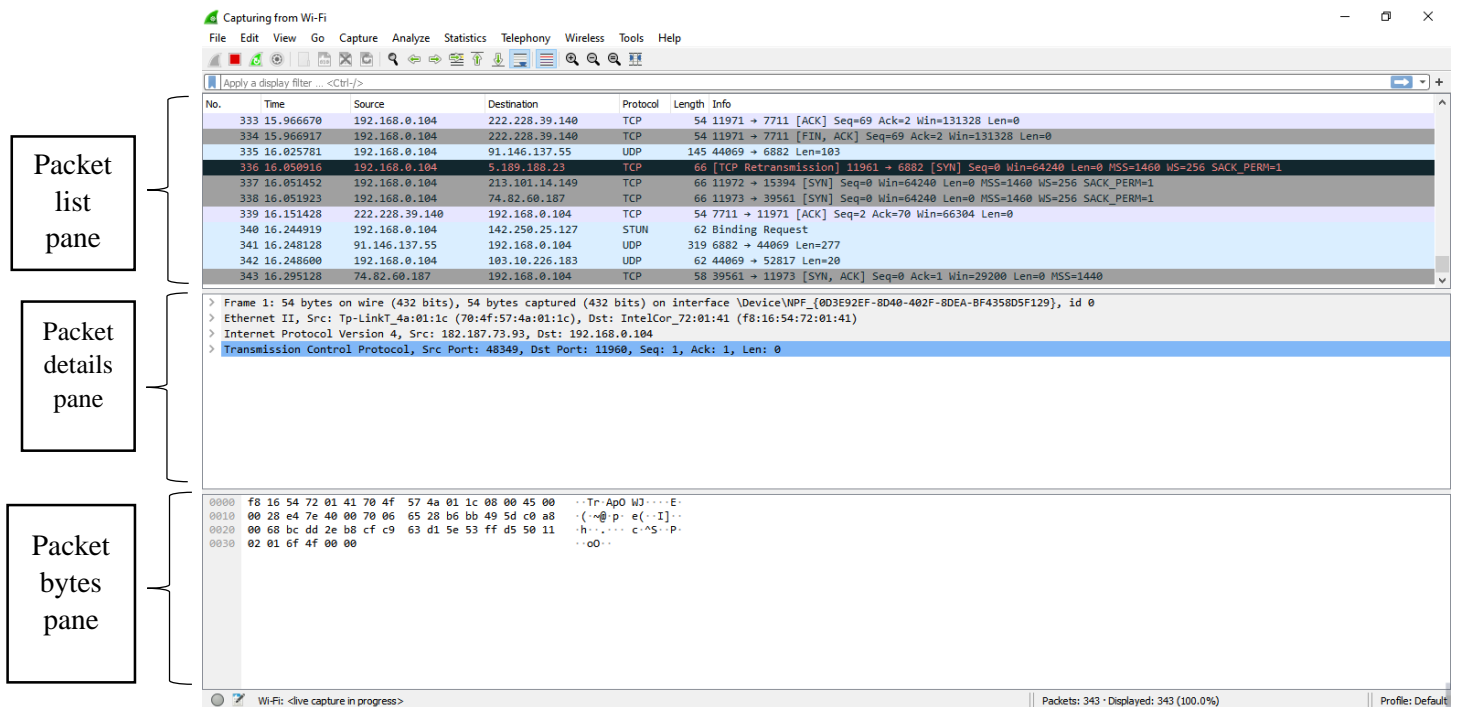 Capturing from Wi-Fi
File Edit View Go Capture Analyze Statistics Telephony Wireless Tools Help
Apply a display filter ... <Ctrl-/>
No. Time Source Destination Protocol Length Info
333 15.966670 192.168.0.104 222.228.39.140 TCP 54 11971 → 7711 [ACK] Seq=69 Ack=2 Win=131328 Len=0
334 15.966917 192.168.0.104 222.228.39.140 TCP 54 11971 → 7711 [FIN, ACK] Seq=69 Ack=2 Win=131328 Len=0
335 16.025781 192.168.0.104 91.146.137.55 UDP 145 44069 → 6882 Len=103
336 16.050916 192.168.0.104 5.189.188.23 TCP 66 [TCP Retransmission] 11961 → 6882 [SYN] Seq=0 Win=64240 Len=0 MSS=1460 WS=256 SACK_PERM=1
337 16.051452 192.168.0.104 213.101.14.149 TCP 66 11972 → 15394 [SYN] Seq=0 Win=64240 Len=0 MSS=1460 WS=256 SACK_PERM=1
338 16.051923 192.168.0.104 74.82.60.187 TCP 66 11973 → 39561 [SYN] Seq=0 Win=64240 Len=0 MSS=1460 WS=256 SACK_PERM=1
339 16.151428 222.228.39.140 192.168.0.104 TCP 54 7711 → 11971 [ACK] Seq=2 Ack=70 Win=66304 Len=0
340 16.244919 192.168.0.104 142.250.25.127 STUN 62 Binding Request
341 16.248128 91.146.137.55 192.168.0.104 UDP 319 6882 → 44069 Len=277
342 16.248600 192.168.0.104 103.10.226.183 UDP 62 44069 → 52817 Len=20
343 16.295128 74.82.60.187 192.168.0.104 TCP 58 39561 → 11973 [SYN, ACK] Seq=0 Ack=1 Win=29200 Len=0 MSS=1440
Packet
list
pane
> Frame 1: 54 bytes on wire (432 bits), 54 bytes captured (432 bits) on interface \Device\NPF_{0D3E92EF-8D40-402F-8DEA-BF4358D5F129}, id 0
> Ethernet II, Src: Tp-LinkT_4a:01:1c (70:4f:57:4a:01:1c), Dst: IntelCor_72:01:41 (f8:16:54:72:01:41)
> Internet Protocol Version 4, Src: 182.187.73.93, Dst: 192.168.0.104
> Transmission Control Protocol, Src Port: 48349, Dst Port: 11960, Seq: 1, Ack: 1, Len: 0
Packet
details
pane
0000 f8 16 54 72 01 41 70 4f 57 4a 01 1c 08 00 45 00 ··Tr·ApO WJ····E·
0010 00 28 e4 7e 40 00 70 06 65 28 b6 bb 49 5d c0 a8 ·(·~@·p· e(··I]··
0020 00 68 bc dd 2e b8 cf c9 63 d1 5e 53 ff d5 50 11 ·h··.··· c·^S··P·
0030 02 01 6f 4f 00 00 ··oO··
Packet
bytes
pane
Wi-Fi: <live capture in progress> Packets: 343 · Displayed: 343 (100.0%) Profile: Default